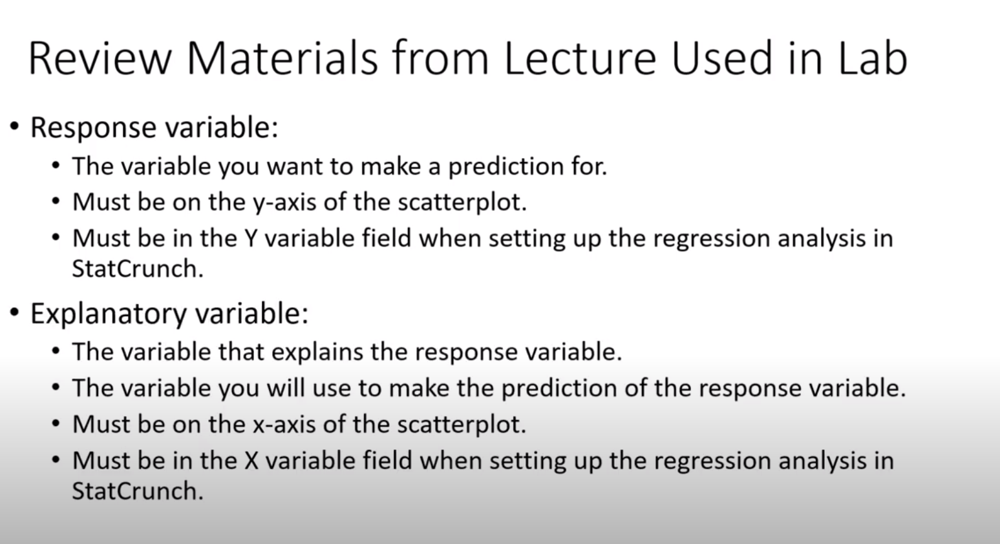 Review Materials from Lecture Used in Lab
• Response variable:
• The variable you want to make a prediction for.
• Must be on the y-axis of the scatterplot.
• Must be in the Y variable field when setting up the regression analysis in
StatCrunch.
• Explanatory variable:
• The variable that explains the response variable.
• The variable you will use to make the prediction of the response variable.
• Must be on the x-axis of the scatterplot.
• Must be in the X variable field when setting up the regression analysis in
StatCrunch.